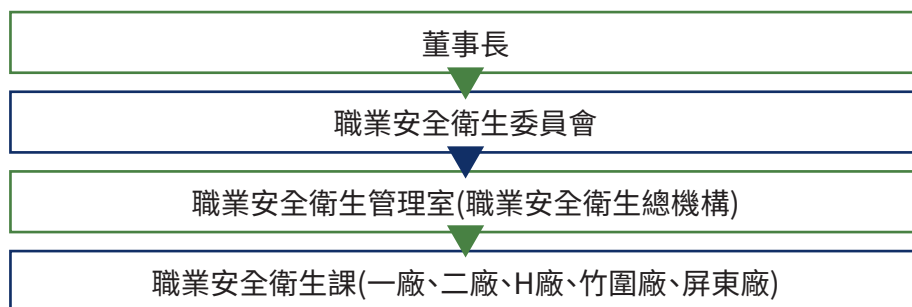 董事長
職業安全衛生委員會
職業安全衛生管理室(職業安全衛生總機構)
職業安全衛生課(一廠、二廠、H廠、竹圍廠、屏東廠)